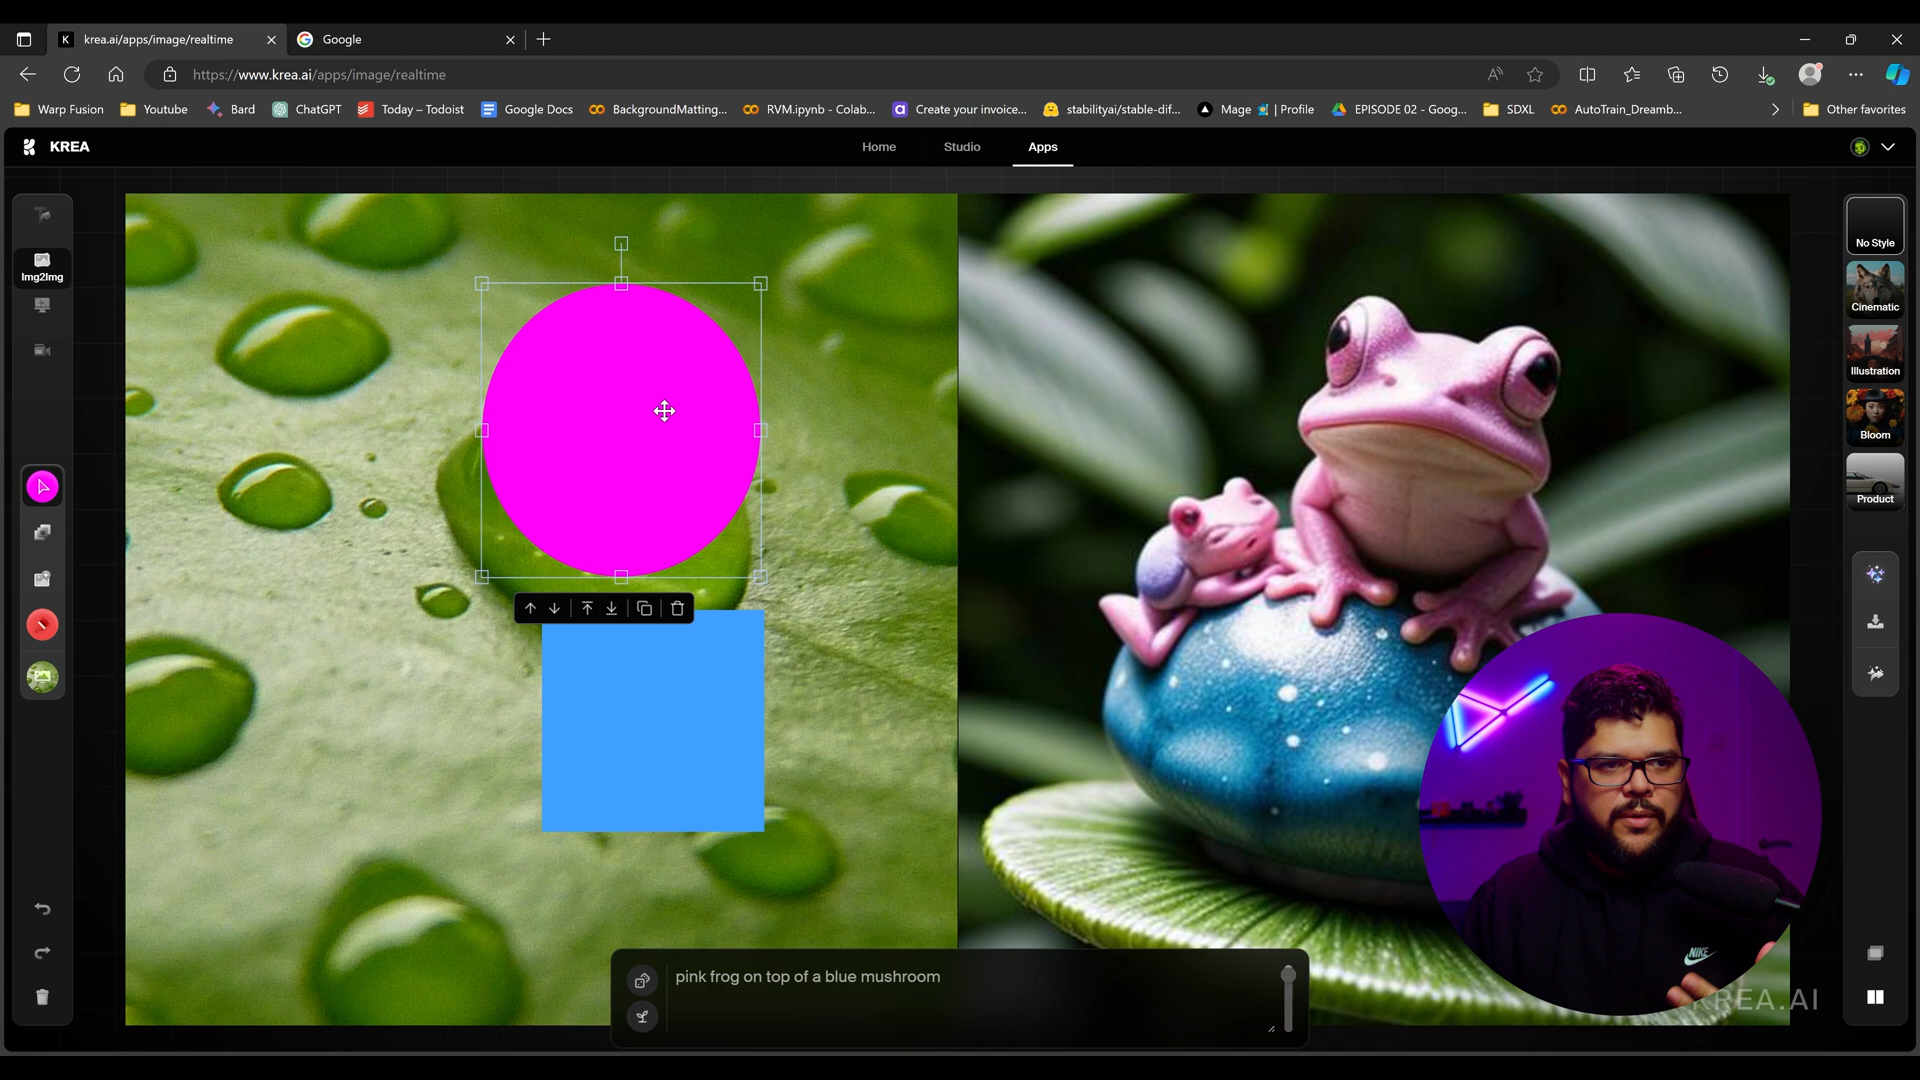 krea.ai/apps/image/realtime
Google
https://www.krea.ai/apps/image/realtime
Warp Fusion
Youtube
Bard
ChatGPT
Today – Todoist
Google Docs
BackgroundMatting...
RVM.ipynb - Colab...
Create your invoice...
stabilityai/stable-dif...
Mage | Profile
EPISODE 02 - Goog...
SDXL
AutoTrain_Dreamb...
Other favorites
KREA
Home
Studio
Apps
Img2Img
No Style
Cinematic
Illustration
Bloom
Product
pink frog on top of a blue mushroom
NIKE
KREA.AI